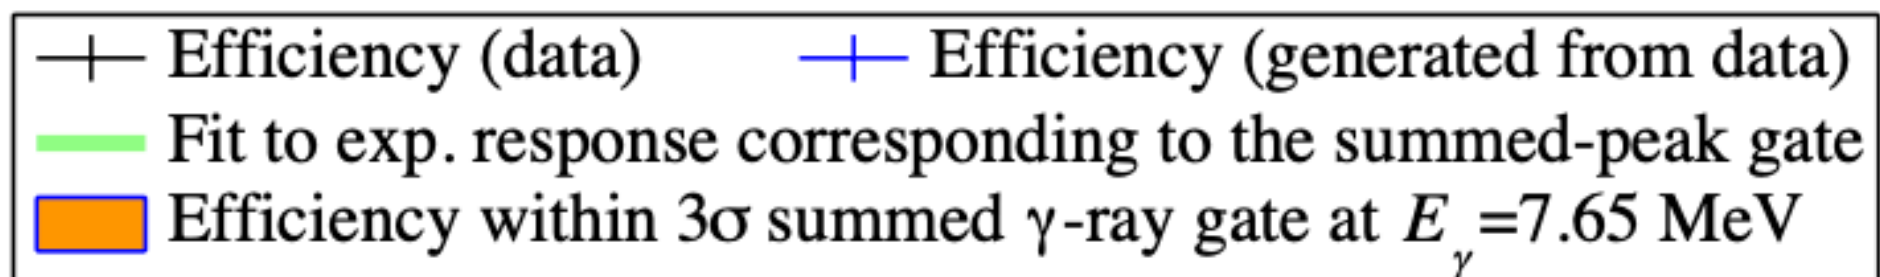 Efficiency (data) Efficiency (generated from data)
Fit to exp. response corresponding to the summed-peak gate
Efficiency within 3σ summed γ-ray gate at Eγ=7.65 MeV